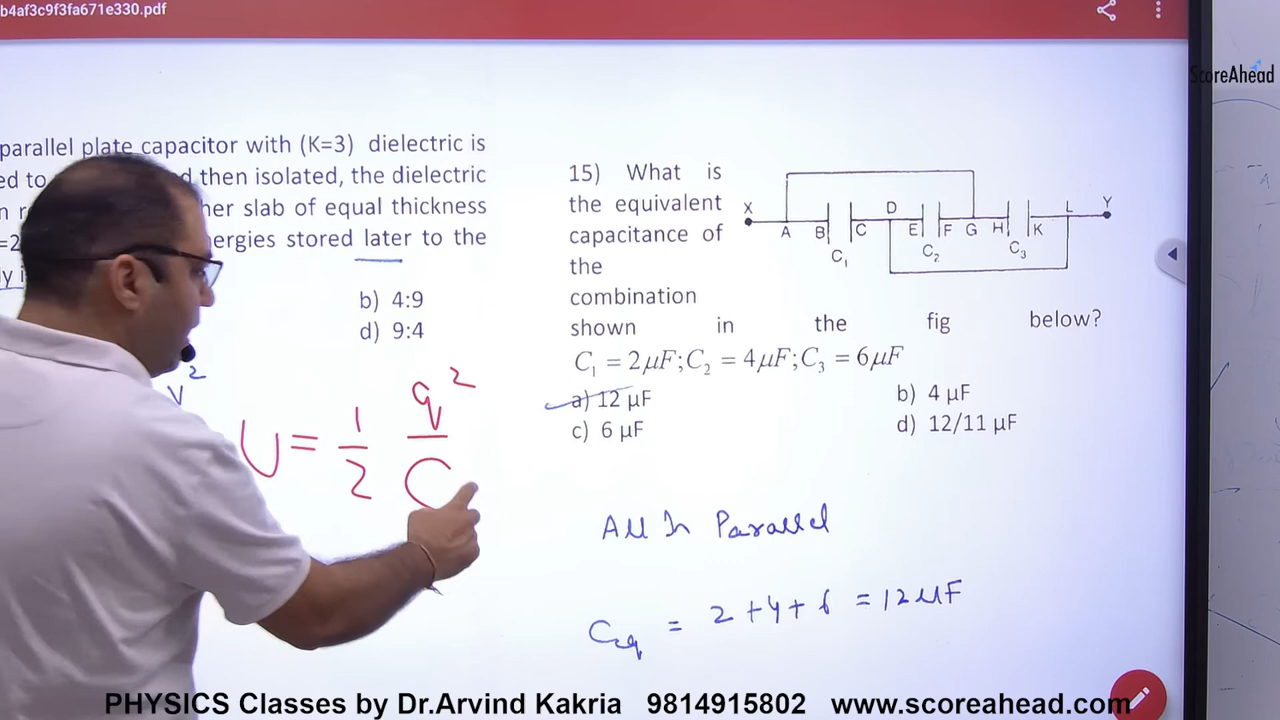 b4af3c9f3fa671e330.pdf
ScoreAhead
parallel plate capacitor with (K=3) dielectric is
ed to then isolated, the dielectric
her slab of equal thickness
ergies stored later to the
b) 4:9
d) 9:4
V²
U = 1/2 q²/C
15) What is
the equivalent
capacitance of
the
combination
shown in the fig below?
X A B C D E F G H K L Y
C₁ C₂ C₃
C₁ = 2μF;C₂ = 4μF;C₃ = 6μF
a) 12 μF
b) 4 μF
c) 6 μF
d) 12/11 μF
All In Parallel
Ceq = 2+4+6 = 12μF
PHYSICS Classes by Dr.Arvind Kakria 9814915802 www.scoreahead.com